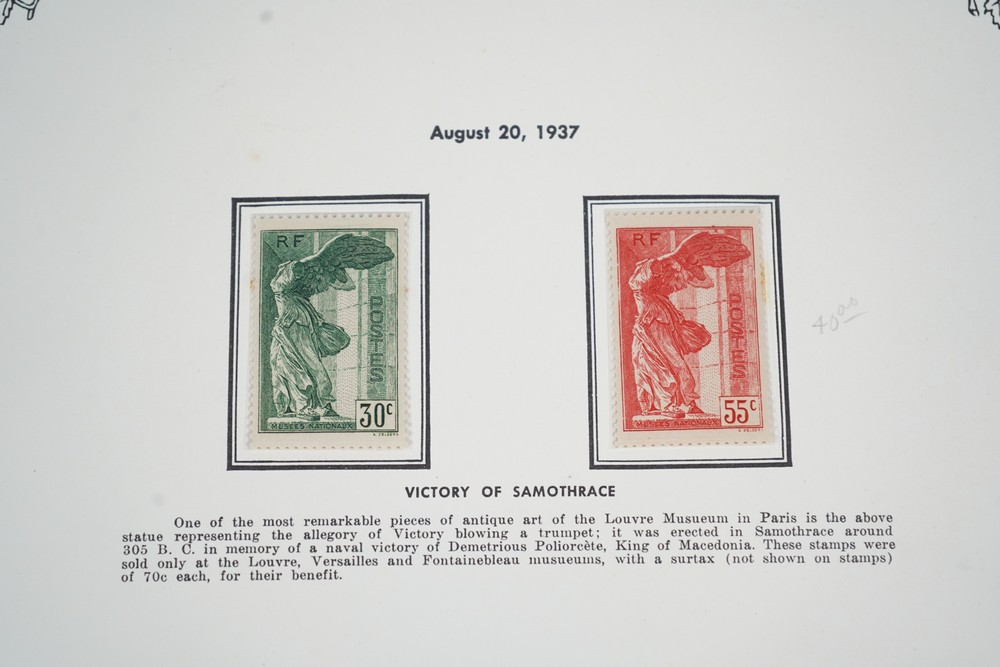 August 20, 1937
RF
POSTES
30c
MUSÉES NATIONAUX
RF
POSTES
55c
MUSÉES NATIONAUX
40.00
VICTORY OF SAMOTHRACE
One of the most remarkable pieces of antique art of the Louvre Musueum in Paris is the above
statue representing the allegory of Victory blowing a trumpet; it was erected in Samothrace around
305 B. C. in memory of a naval victory of Demetrious Poliorcète, King of Macedonia. These stamps were
sold only at the Louvre, Versailles and Fontainebleau musueums, with a surtax (not shown on stamps)
of 70c each, for their benefit.